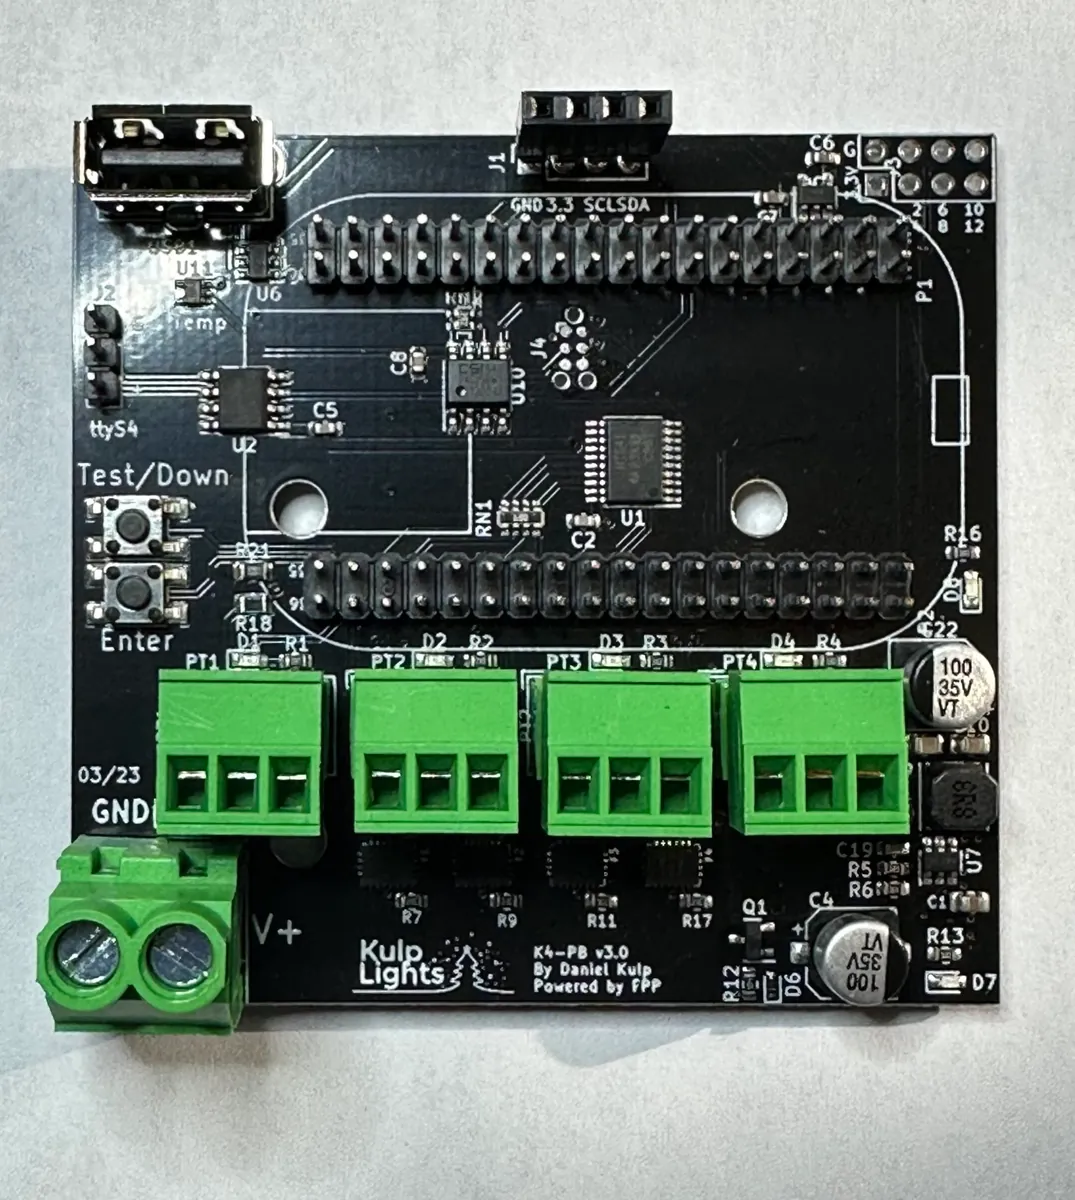 C6
G
J1
3.3V
GND 3.3 SCLSDA
2 6 10
8 12
P1
U11
U6
J2
Temp
C8
J4
U10
ttyS4
U2
C5
Test/Down
RN1
U1
C2
R21
R16
R18
Enter
D1 R1
D2 R2
D3 R3
D4 R4
PT1
PT2
PT3
PT4
100
35V
VT
03/23
GND
6R8
C19
R5
R6
U7
C1
R7
R9
R11
R17
Q1
C4
V+
Kulp
Lights
K4-PB v3.0
By Daniel Kulp
Powered by FPP
R12
D6
100
35V
VT
R13
D7